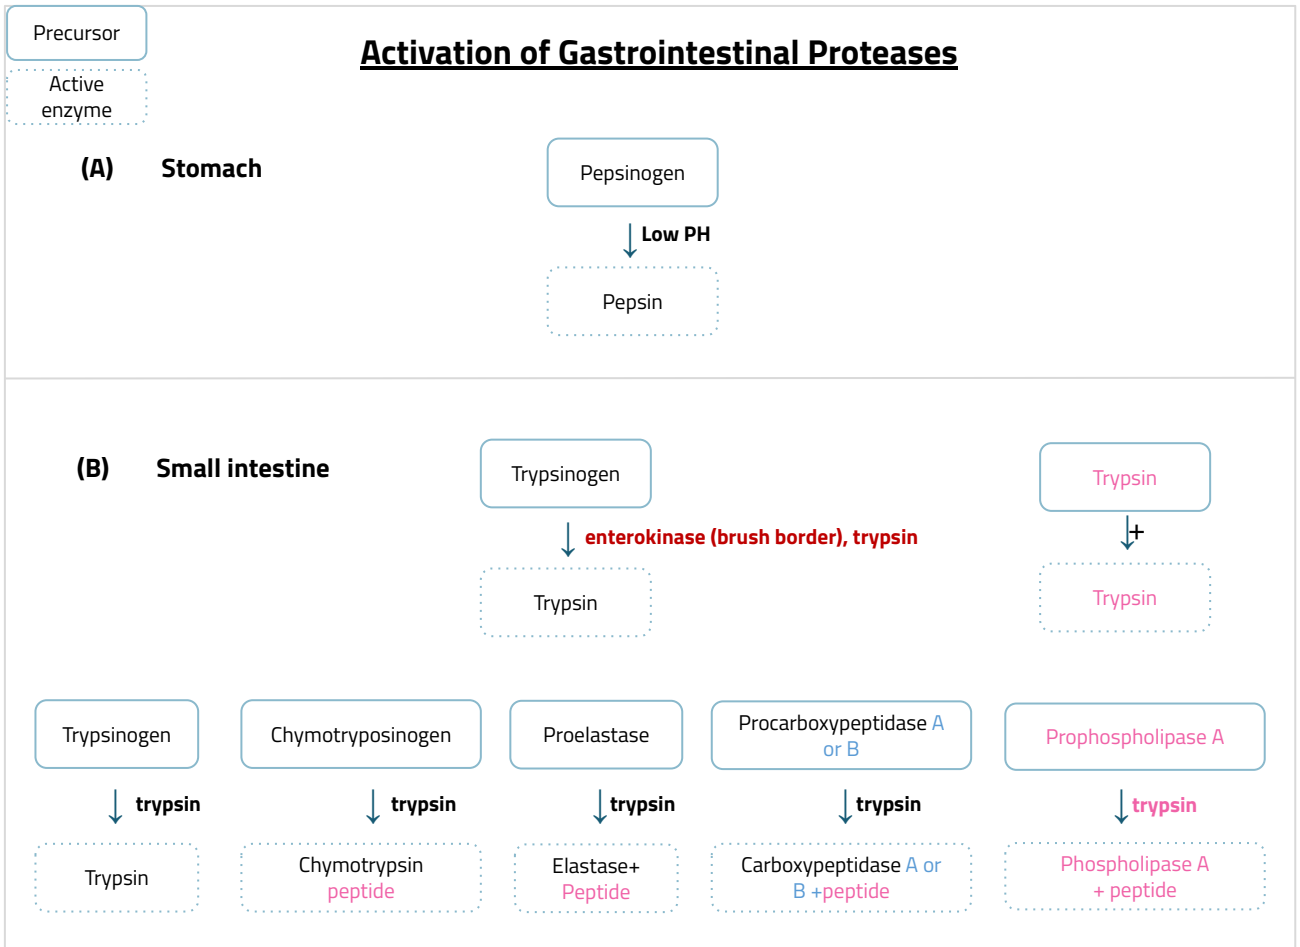 Precursor
Active
enzyme
Activation of Gastrointestinal Proteases
(A) Stomach
Pepsinogen
Low PH
Pepsin
(B) Small intestine
Trypsinogen
enterokinase (brush border), trypsin
Trypsin
Trypsin
+
Trypsin
Trypsinogen
trypsin
Trypsin
Chymotryposinogen
trypsin
Chymotrypsin
peptide
Proelastase
trypsin
Elastase+
Peptide
Procarboxypeptidase A
or B
trypsin
Carboxypeptidase A or
B +peptide
Prophospholipase A
trypsin
Phospholipase A
+ peptide